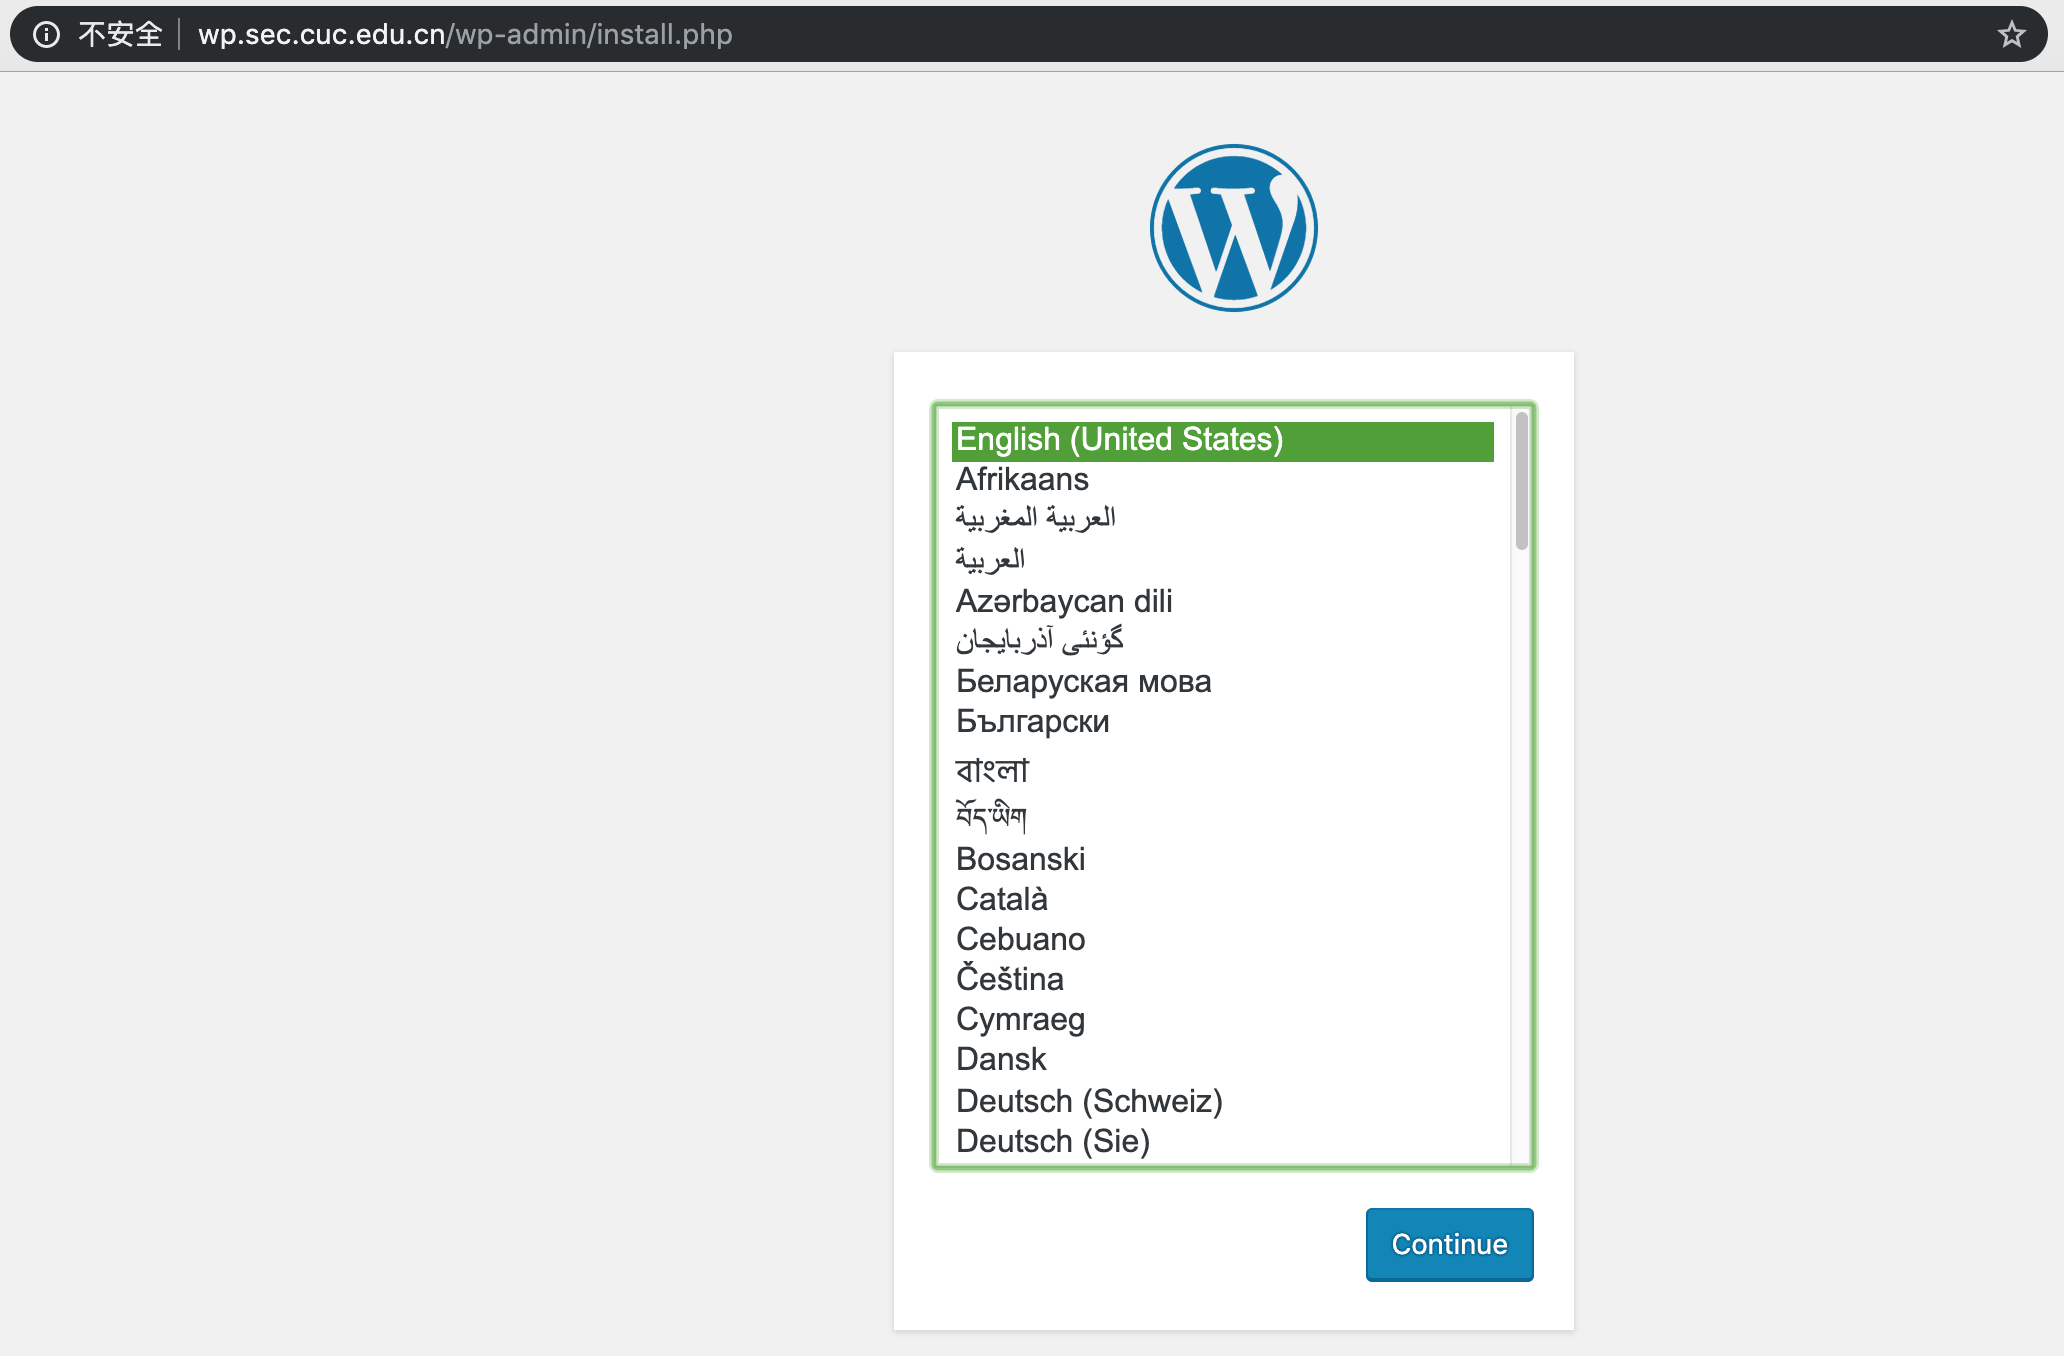 不安全 wp.sec.cuc.edu.cn/wp-admin/install.php
English (United States)
Afrikaans
العربية المغربية
العربية
Azərbaycan dili
گؤنئی آذربایجان
Беларуская мова
Български
বাংলা
བོད་ཡིག
Bosanski
Català
Cebuano
Čeština
Cymraeg
Dansk
Deutsch (Schweiz)
Deutsch (Sie)
Continue